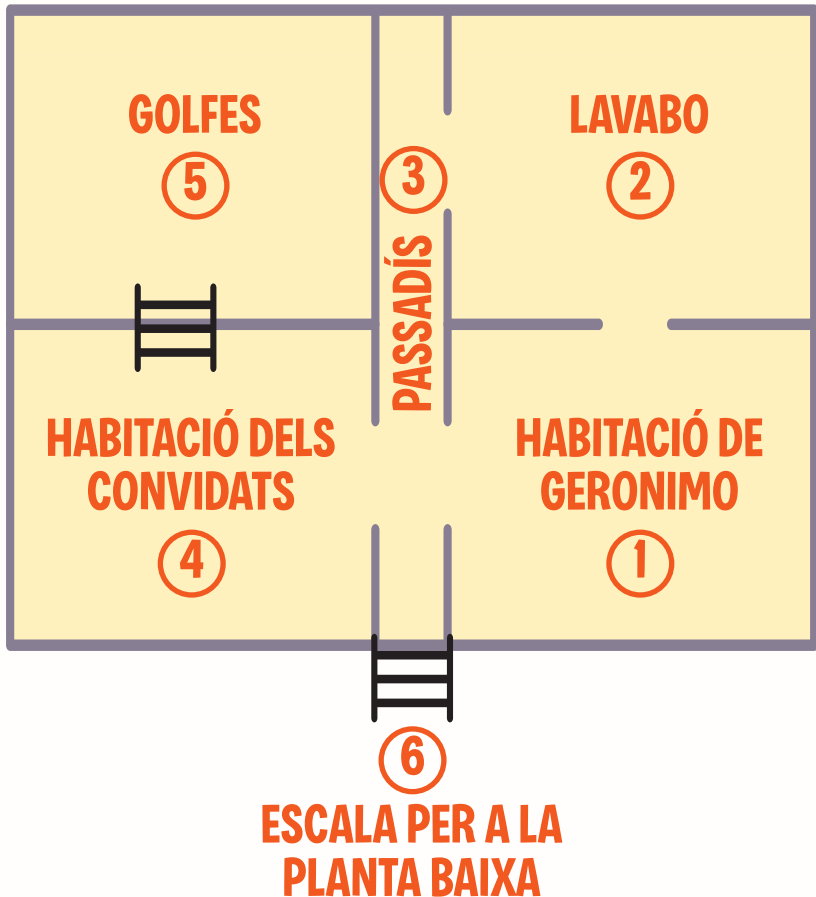 GOLFES
5
LAVABO
2
3
PASSADÍS
HABITACIÓ DELS
CONVIDATS
4
HABITACIÓ DE
GERONIMO
1
6
ESCALA PER A LA
PLANTA BAIXA